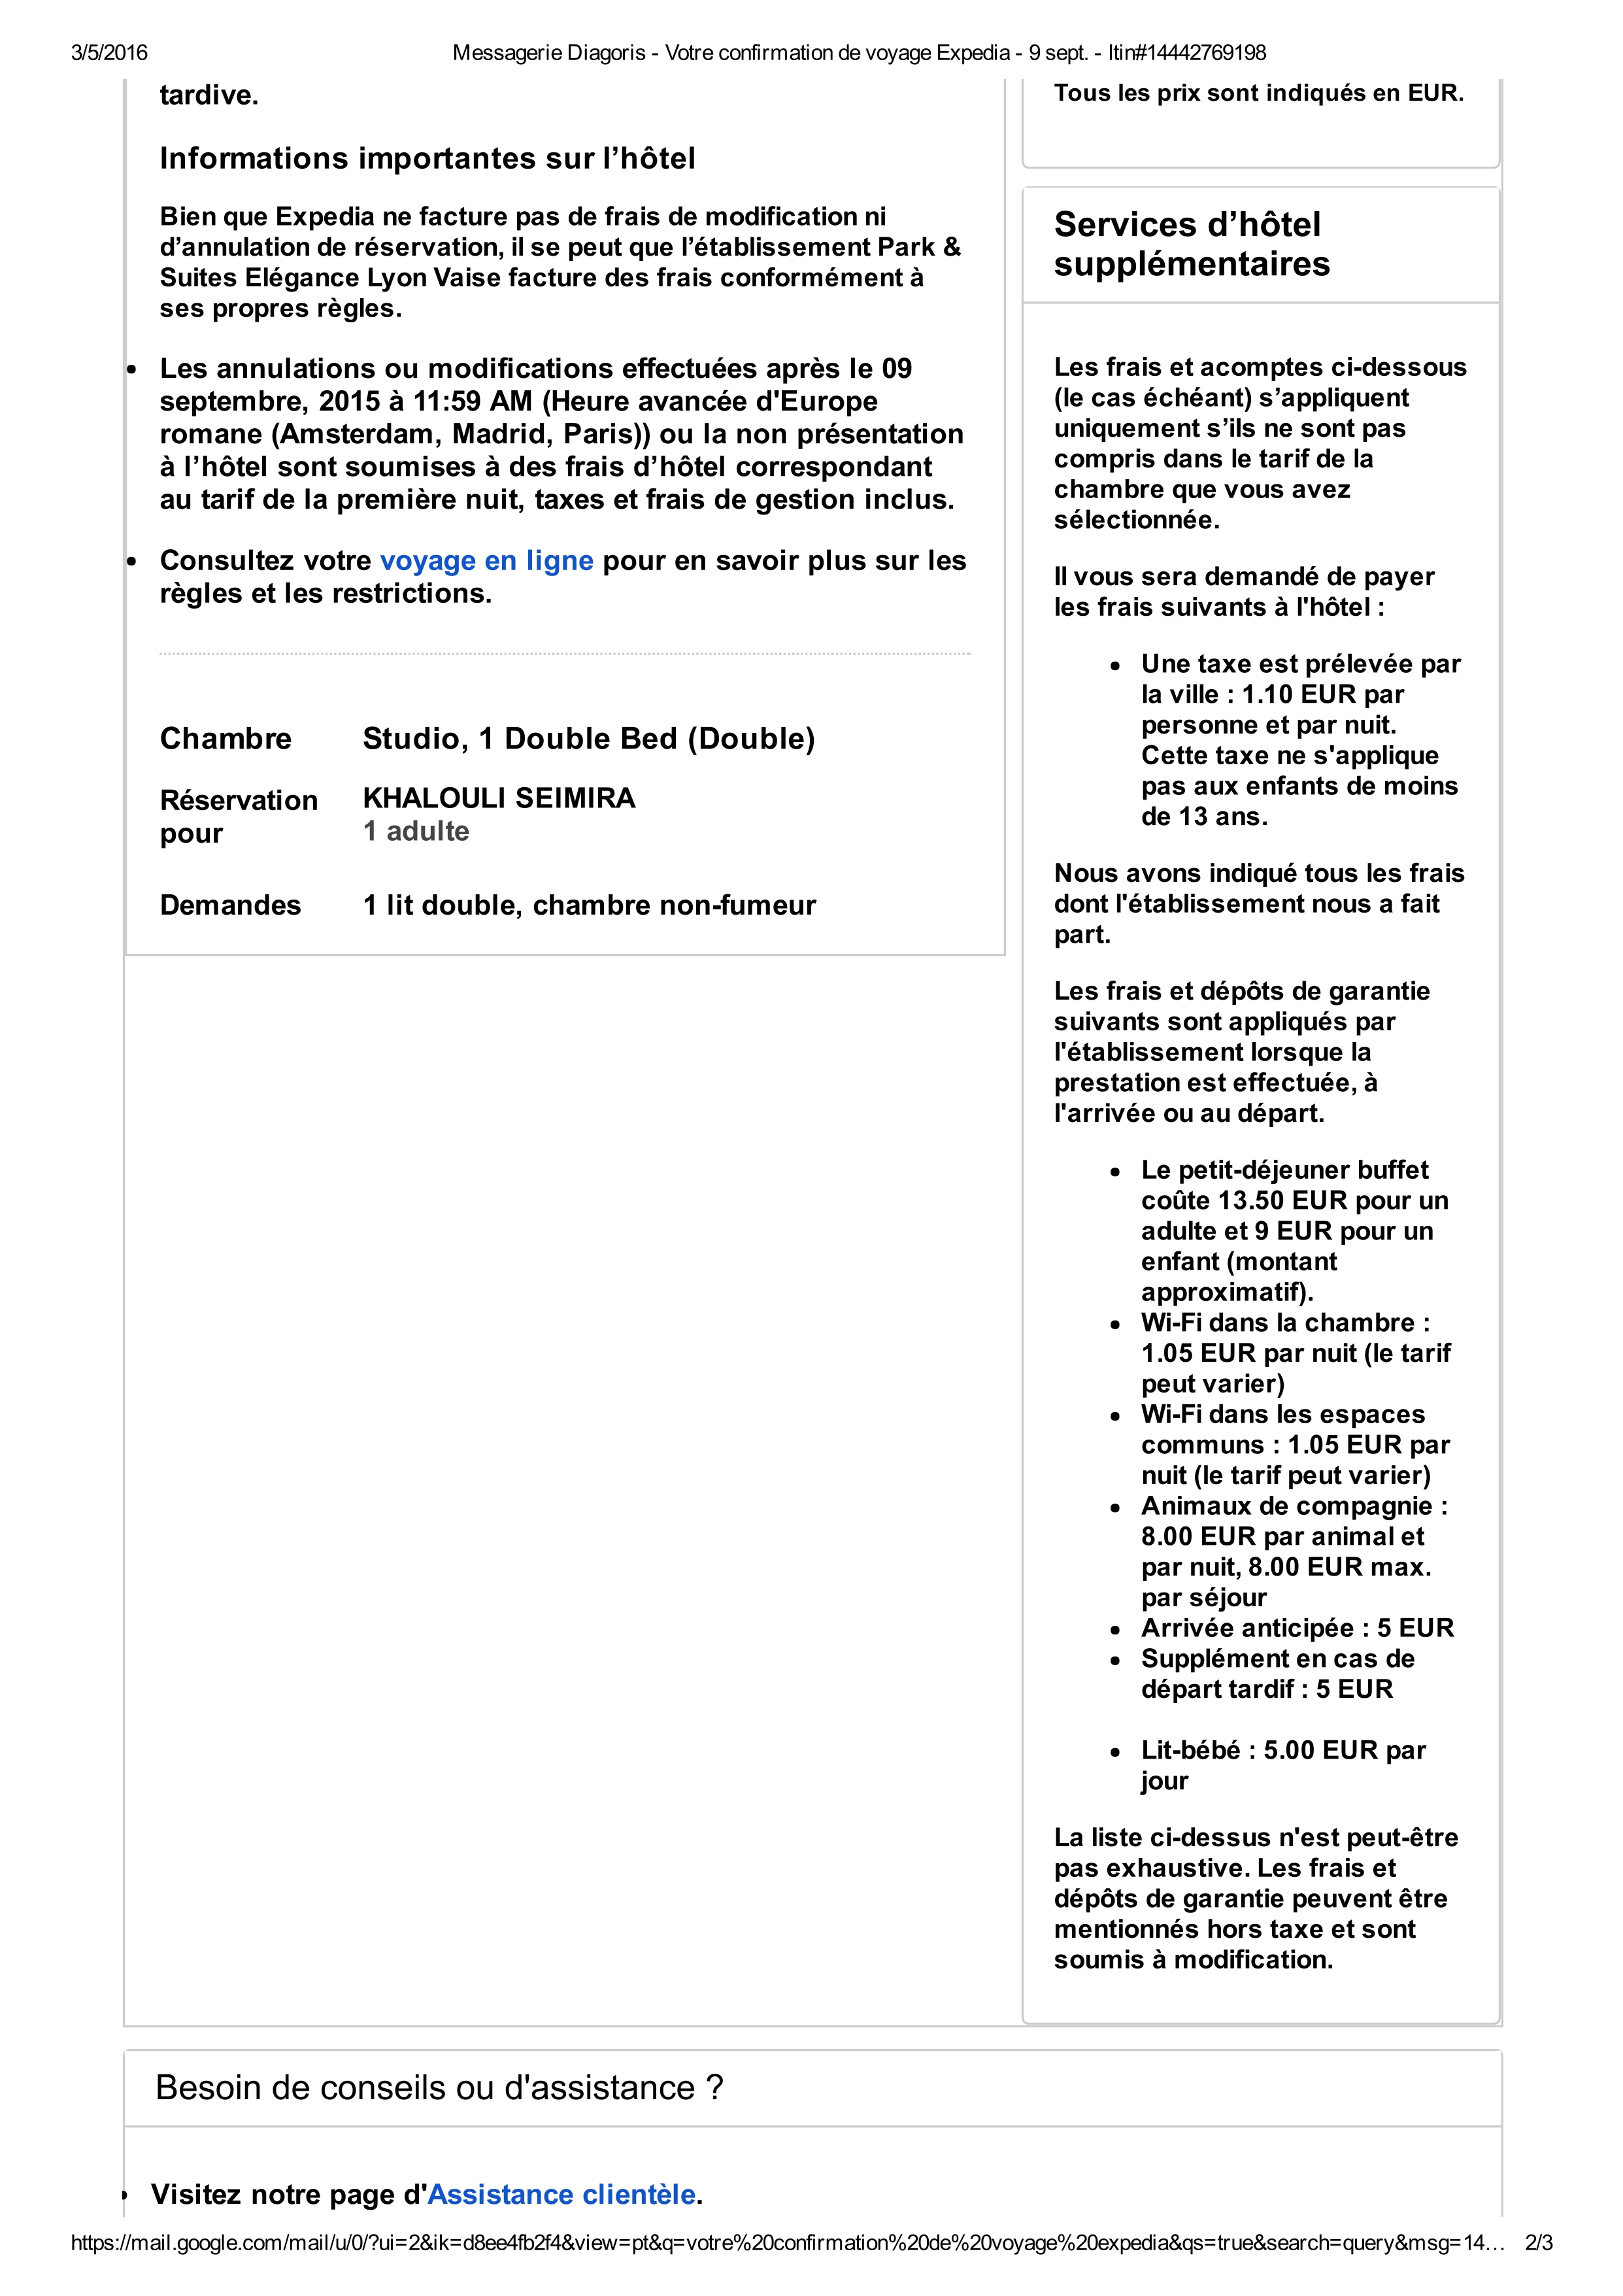 3/5/2016
Messagerie Diagoris - Votre confirmation de voyage Expedia - 9 sept. - Itin#14442769198
tardive.
Informations importantes sur l’hôtel
Bien que Expedia ne facture pas de frais de modification ni
d’annulation de réservation, il se peut que l’établissement Park &
Suites Elégance Lyon Vaise facture des frais conformément à
ses propres règles.
• Les annulations ou modifications effectuées après le 09
septembre, 2015 à 11:59 AM (Heure avancée d'Europe
romane (Amsterdam, Madrid, Paris)) ou la non présentation
à l’hôtel sont soumises à des frais d’hôtel correspondant
au tarif de la première nuit, taxes et frais de gestion inclus.
• Consultez votre voyage en ligne pour en savoir plus sur les
règles et les restrictions.
Chambre Studio, 1 Double Bed (Double)
Réservation pour KHALOULI SEIMIRA
1 adulte
Demandes 1 lit double, chambre non-fumeur
Tous les prix sont indiqués en EUR.
Services d’hôtel
supplémentaires
Les frais et acomptes ci-dessous
(le cas échéant) s’appliquent
uniquement s’ils ne sont pas
compris dans le tarif de la
chambre que vous avez
sélectionnée.
Il vous sera demandé de payer
les frais suivants à l'hôtel :
• Une taxe est prélevée par
la ville : 1.10 EUR par
personne et par nuit.
Cette taxe ne s'applique
pas aux enfants de moins
de 13 ans.
Nous avons indiqué tous les frais
dont l'établissement nous a fait
part.
Les frais et dépôts de garantie
suivants sont appliqués par
l'établissement lorsque la
prestation est effectuée, à
l'arrivée ou au départ.
• Le petit-déjeuner buffet
coûte 13.50 EUR pour un
adulte et 9 EUR pour un
enfant (montant
approximatif).
• Wi-Fi dans la chambre :
1.05 EUR par nuit (le tarif
peut varier)
• Wi-Fi dans les espaces
communs : 1.05 EUR par
nuit (le tarif peut varier)
• Animaux de compagnie :
8.00 EUR par animal et
par nuit, 8.00 EUR max.
par séjour
• Arrivée anticipée : 5 EUR
• Supplément en cas de
départ tardif : 5 EUR
• Lit-bébé : 5.00 EUR par
jour
La liste ci-dessus n'est peut-être
pas exhaustive. Les frais et
dépôts de garantie peuvent être
mentionnés hors taxe et sont
soumis à modification.
Besoin de conseils ou d'assistance ?
• Visitez notre page d'Assistance clientèle.
https://mail.google.com/mail/u/0/?ui=2&ik=d8ee4fb2f4&view=pt&q=votre%20confirmation%20de%20voyage%20expedia&qs=true&search=query&msg=14… 2/3